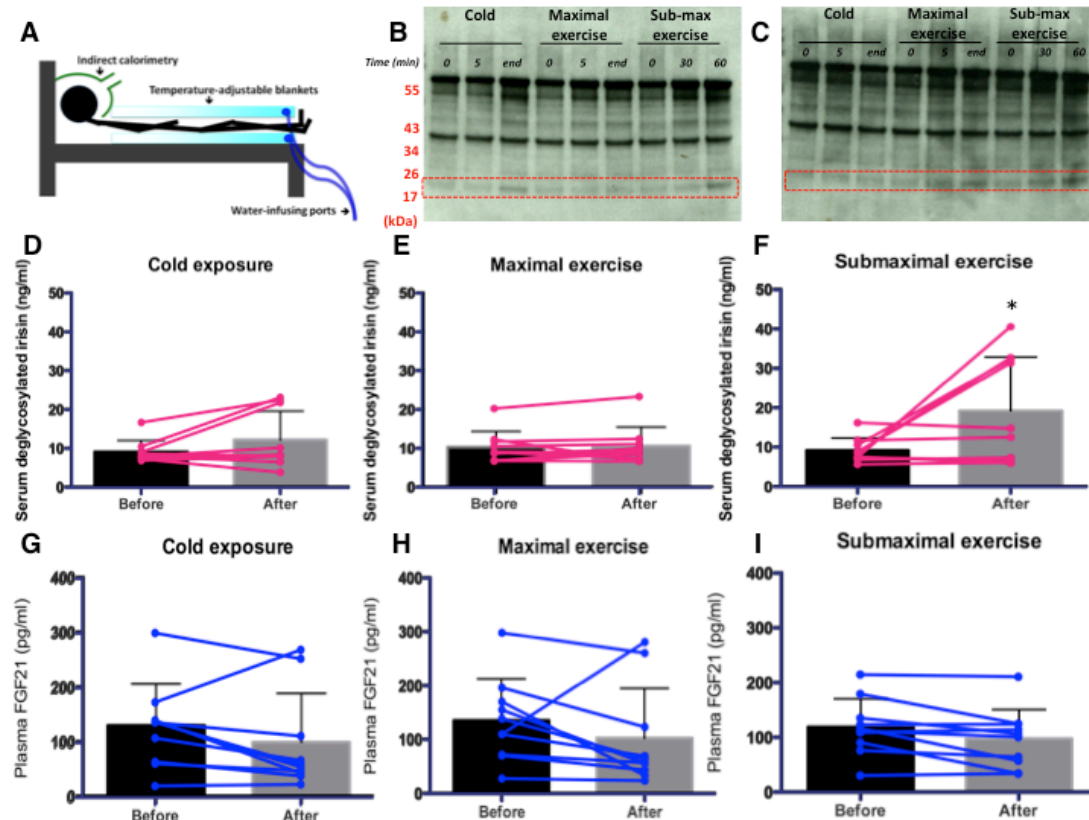 A
Indirect calorimetry
Temperature-adjustable blankets
Water-infusing ports
B
Cold Maximal exercise Sub-max exercise
Time (min) 0 5 end 0 5 end 0 30 60
55
43
34
26
17
(kDa)
C
Cold Maximal exercise Sub-max exercise
0 5 end 0 5 end 0 30 60
D
Cold exposure
Serum deglycosylated irisin (ng/ml)
50
40
30
20
10
0
Before After
E
Maximal exercise
Serum deglycosylated irisin (ng/ml)
50
40
30
20
10
0
Before After
F
Submaximal exercise
Serum deglycosylated irisin (ng/ml)
50
40
30
20
10
0
*
Before After
G
Cold exposure
Plasma FGF21 (pg/ml)
400
300
200
100
0
Before After
H
Maximal exercise
Plasma FGF21 (pg/ml)
400
300
200
100
0
Before After
I
Submaximal exercise
Plasma FGF21 (pg/ml)
400
300
200
100
0
Before After